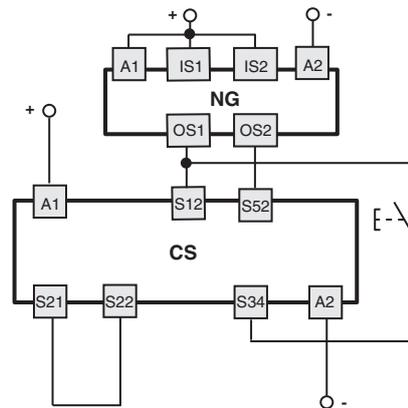 + -
A1 IS1 IS2 A2
NG
OS1 OS2
+
A1 S12 S52
CS
S21 S22 S34 A2
-